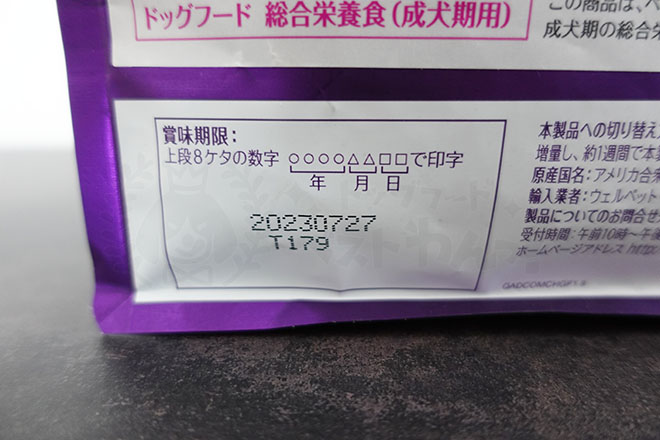 ドッグフード 総合栄養食(成犬期用)
この商品は、ペ
成犬期の総合栄
賞味期限:
上段8ケタの数字 ○○○○△△□□で印字
年 月 日
20230727
T179
本製品への切り替え
増量し、約1週間で本製
原産国名:アメリカ合衆
輸入業者:ウェルペット
製品についてのお問合せ
受付時間:午前10時〜午後
ホームページアドレス http: